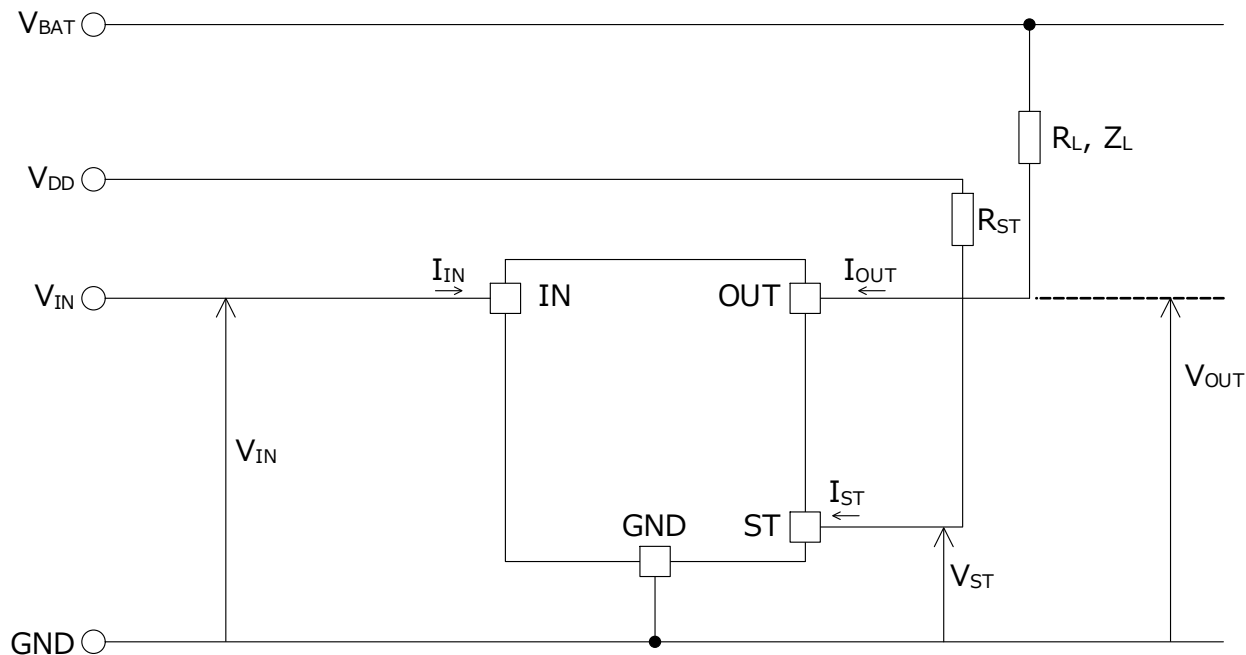 VBAT
RL, ZL
VDD
RST
IIN
IOUT
VIN
IN
OUT
VOUT
VIN
IST
GND
ST
VST
GND